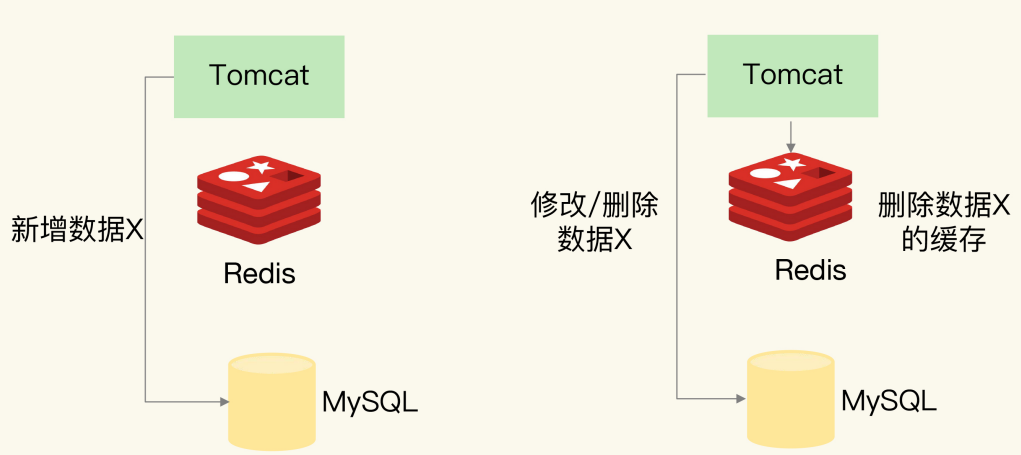 Tomcat
新增数据X
Redis
MySQL
Tomcat
修改/删除
数据X
删除数据X
的缓存
Redis
MySQL